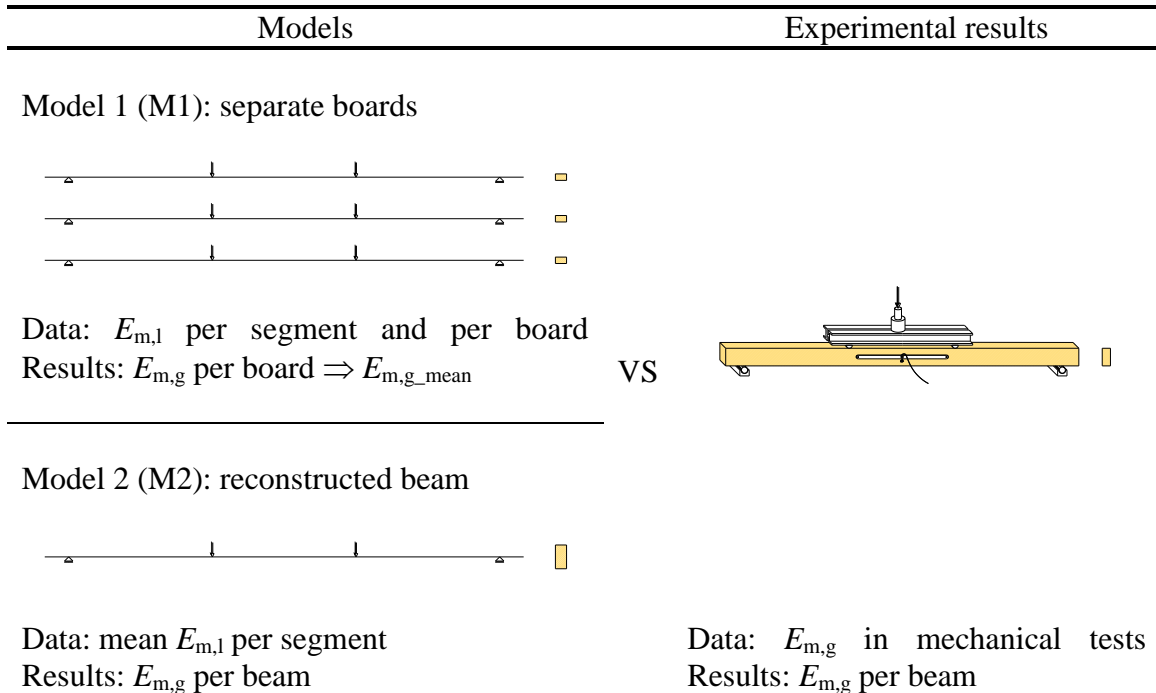 Models
Experimental results
Model 1 (M1): separate boards
Data: Em,l per segment and per board
Results: Em,g per board ⇒ Em,g_mean
VS
Model 2 (M2): reconstructed beam
Data: mean Em,l per segment
Results: Em,g per beam
Data: Em,g in mechanical tests
Results: Em,g per beam